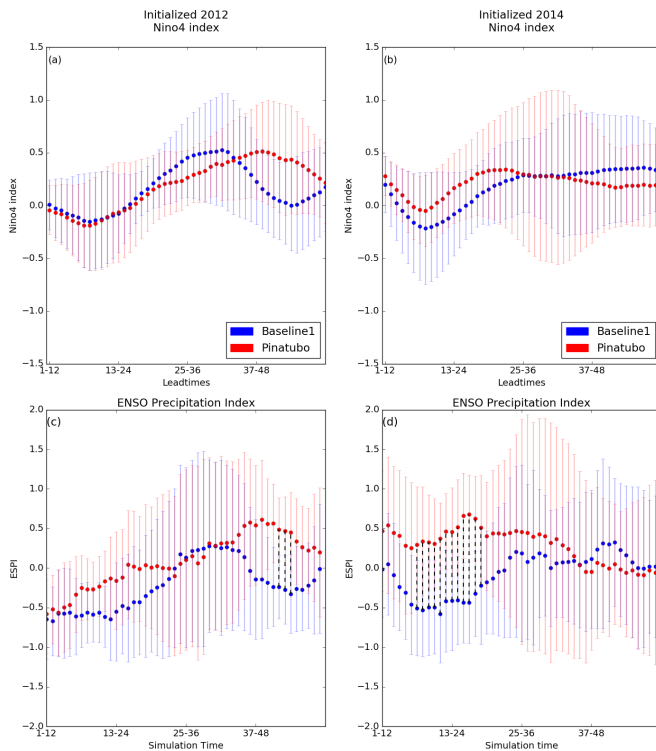 Initialized 2012
Nino4 index
Initialized 2014
Nino4 index
(a)
(b)
1.5
1.0
0.5
0.0
−0.5
−1.0
−1.5
Nino4 index
1.5
1.0
0.5
0.0
−0.5
−1.0
−1.5
Nino4 index
Baseline1
Pinatubo
Baseline1
Pinatubo
1-12
13-24
25-36
37-48
Leadtimes
1-12
13-24
25-36
37-48
Leadtimes
ENSO Precipitation Index
ENSO Precipitation Index
(c)
(d)
2.0
1.5
1.0
0.5
0.0
−0.5
−1.0
−1.5
−2.0
ESPI
2.0
1.5
1.0
0.5
0.0
−0.5
−1.0
−1.5
−2.0
ESPI
13-24
25-36
37-48
Simulation Time
13-24
25-36
37-48
Simulation time